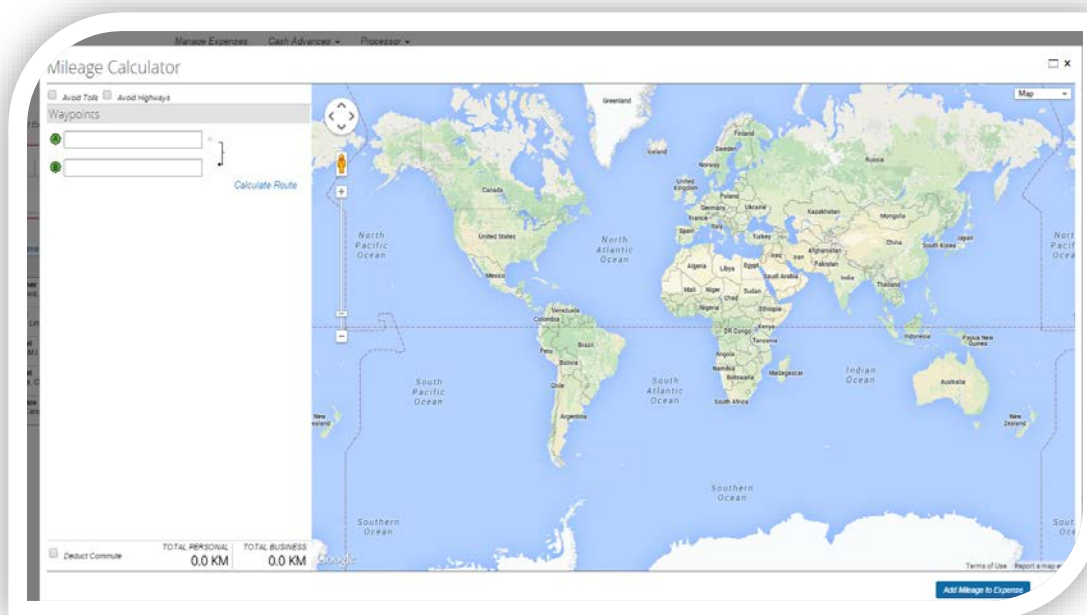 Manage Expenses Cash Advances Processor
Mileage Calculator
Avoid Tolls Avoid Highways
Map
Waypoints
A
B
Calculate Route
Greenland
Iceland
Finland
Sweden
Norway
Russia
Canada
United Kingdom
Poland
Germany
Ukraine
France
Kazakhstan
Mongolia
Spain
Italy
Turkey
United States
North Pacific Ocean
North Atlantic Ocean
China
Japan
South Korea
Afghanistan
Iraq
Iran
Pakistan
Algeria
Libya
Egypt
Saudi Arabia
India
Mexico
Mali
Niger
Chad
Sudan
Thailand
Nigeria
Ethiopia
Venezuela
Colombia
DR Congo
Kenya
Tanzania
Indonesia
Papua New Guinea
Peru
Brazil
Bolivia
Angola
Namibia
Botswana
Madagascar
South Pacific Ocean
South Atlantic Ocean
Indian Ocean
Australia
Chile
South Africa
Argentina
New Zealand
Southern Ocean
Southern Ocean
Deduct Commute
TOTAL PERSONAL TOTAL BUSINESS
0.0 KM 0.0 KM
Google
Terms of Use Report a map
Add Mileage to Expense